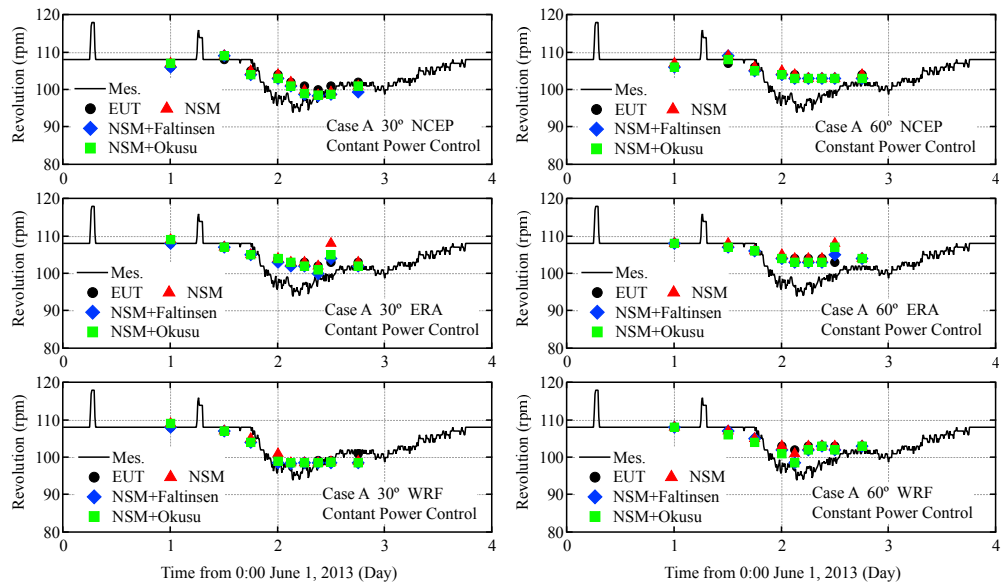 120
110
100
90
80
Revolution (rpm)
Mes.
EUT NSM
NSM+Faltinsen
NSM+Okusu
Case A 30º NCEP
Contant Power Control
0 1 2 3 4
120
110
100
90
80
Revolution (rpm)
Mes.
EUT NSM
NSM+Faltinsen
NSM+Okusu
Case A 60º NCEP
Constant Power Control
0 1 2 3 4
120
110
100
90
80
Revolution (rpm)
Mes.
EUT NSM
NSM+Faltinsen
NSM+Okusu
Case A 30º ERA
Contant Power Control
0 1 2 3 4
120
110
100
90
80
Revolution (rpm)
Mes.
EUT NSM
NSM+Faltinsen
NSM+Okusu
Case A 60º ERA
Constant Power Control
0 1 2 3 4
120
110
100
90
80
Revolution (rpm)
Mes.
EUT NSM
NSM+Faltinsen
NSM+Okusu
Case A 30º WRF
Contant Power Control
0 1 2 3 4
Time from 0:00 June 1, 2013 (Day)
120
110
100
90
80
Revolution (rpm)
Mes.
EUT NSM
NSM+Faltinsen
NSM+Okusu
Case A 60º WRF
Constant Power Control
0 1 2 3 4
Time from 0:00 June 1, 2013 (Day)